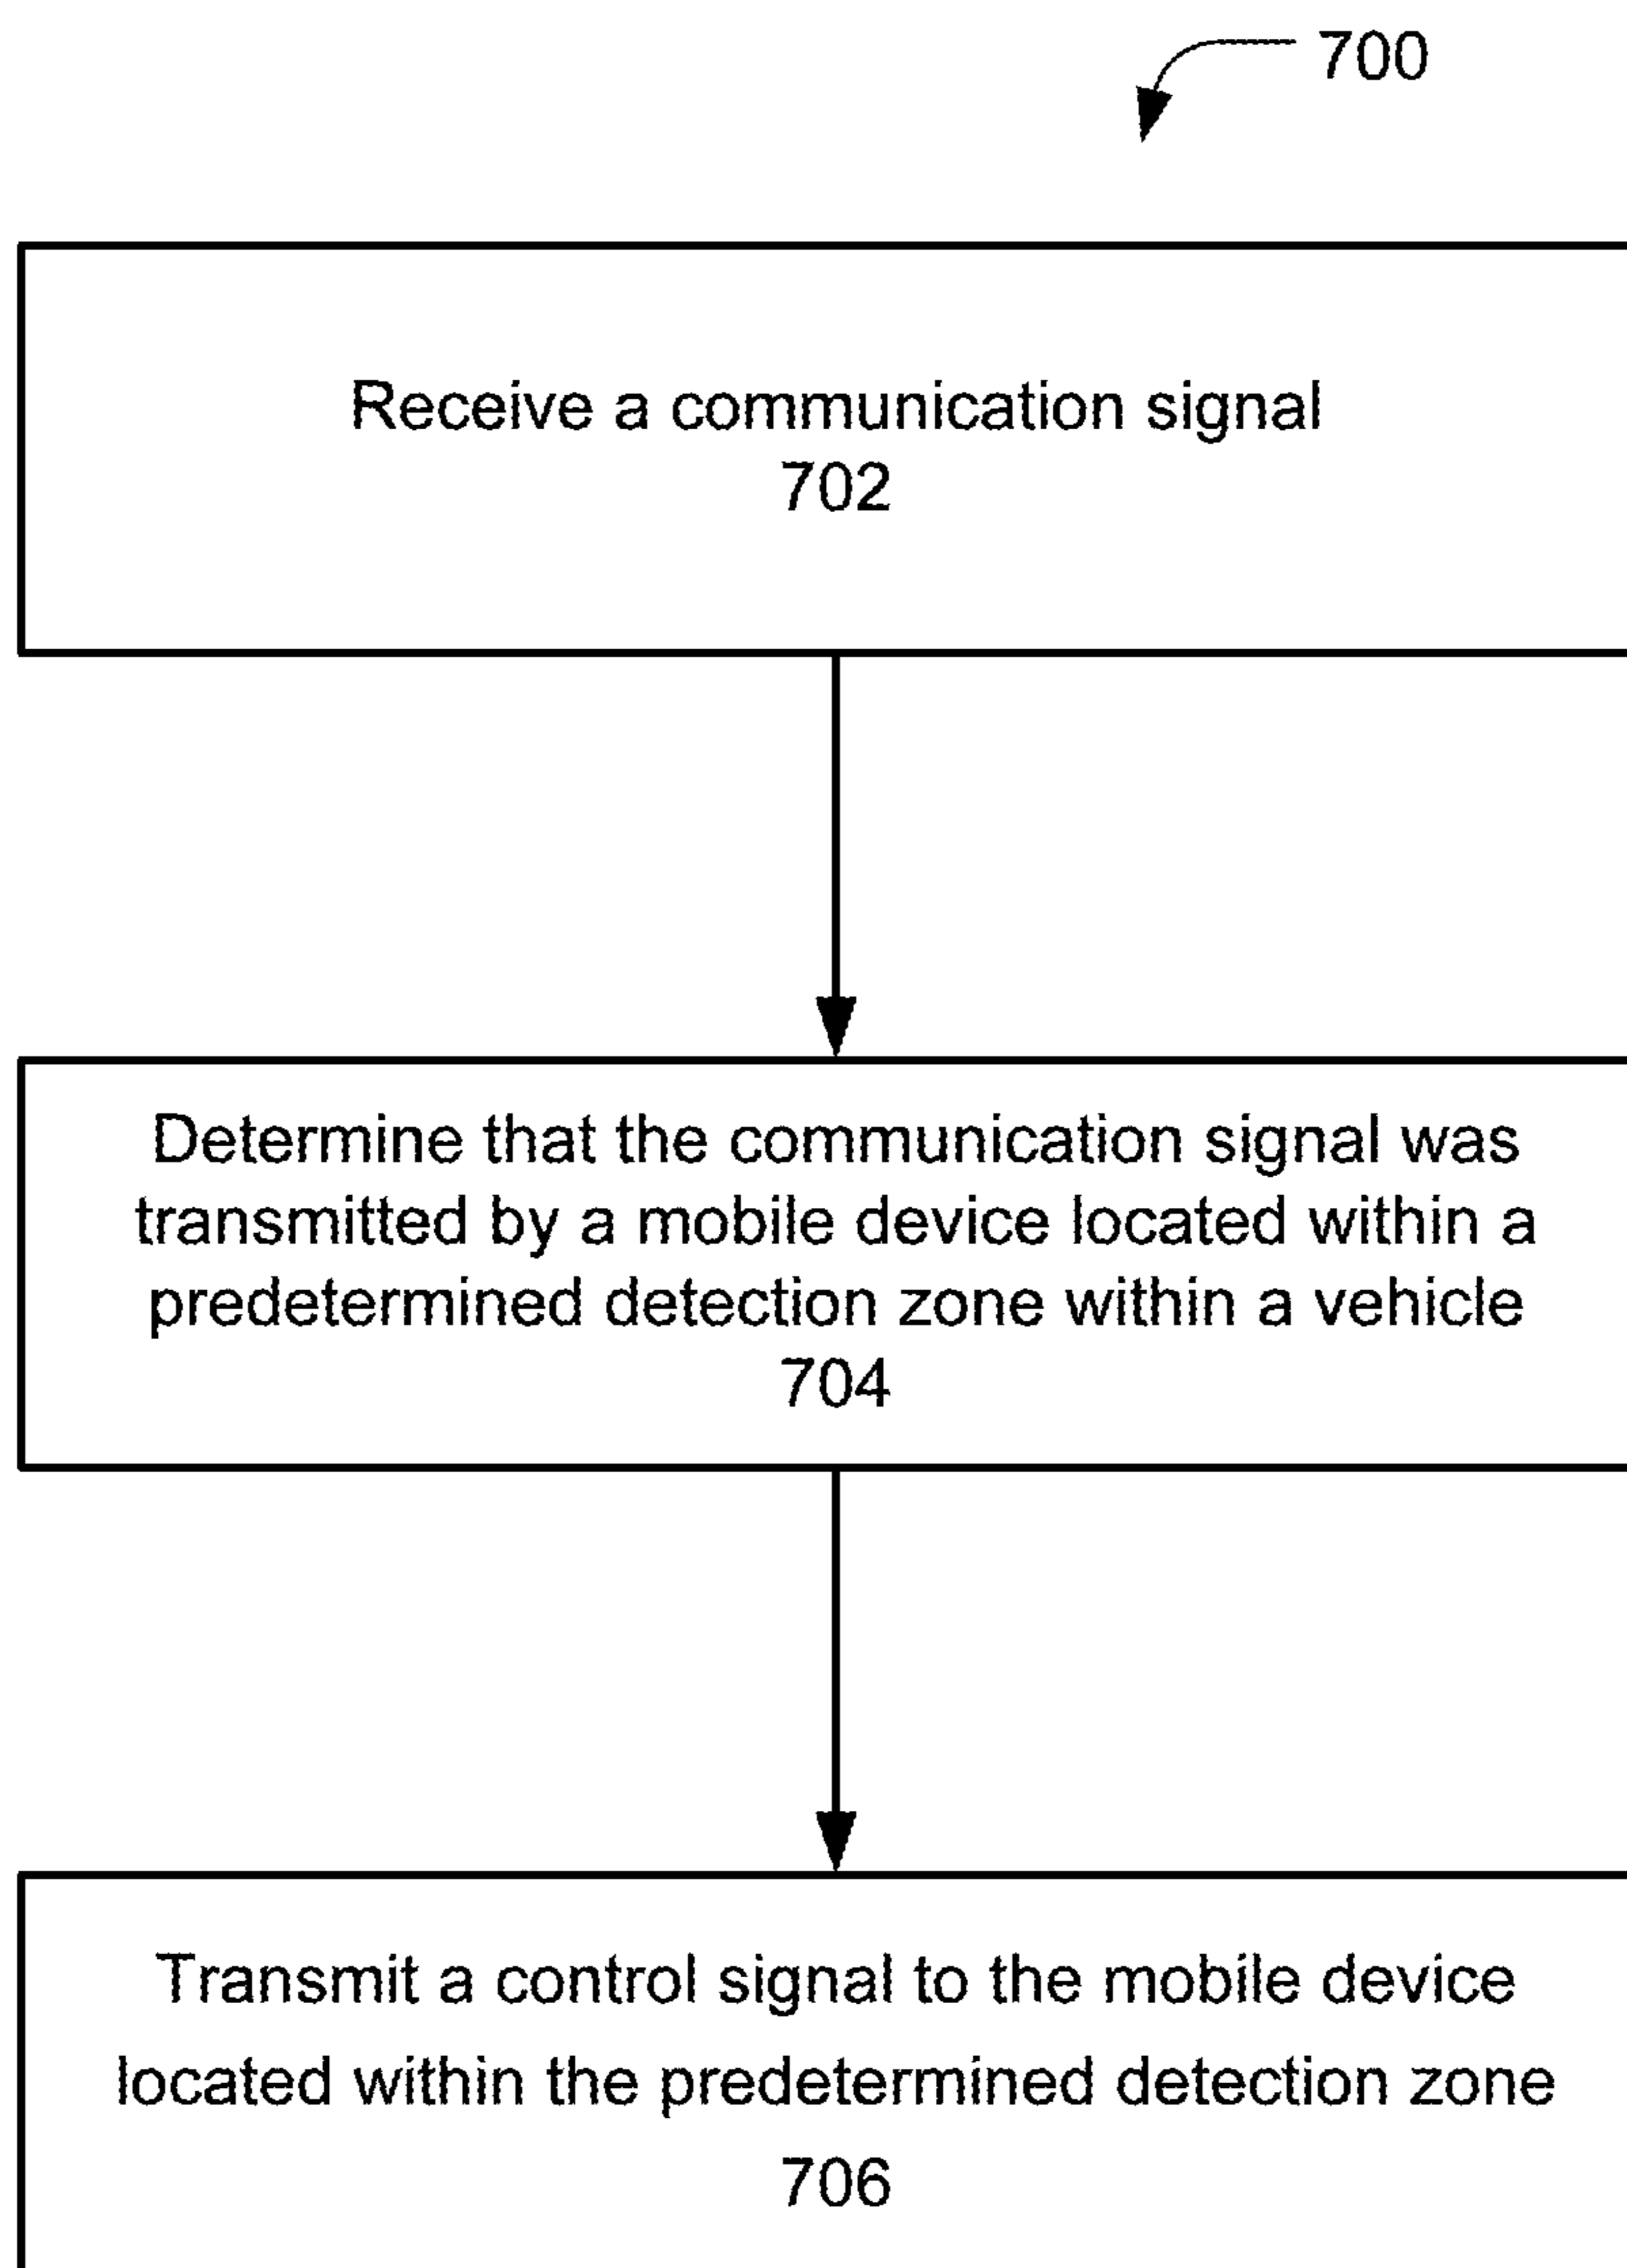 700
Receive a communication signal
702
Determine that the communication signal was
transmitted by a mobile device located within a
predetermined detection zone within a vehicle
704
Transmit a control signal to the mobile device
located within the predetermined detection zone
706